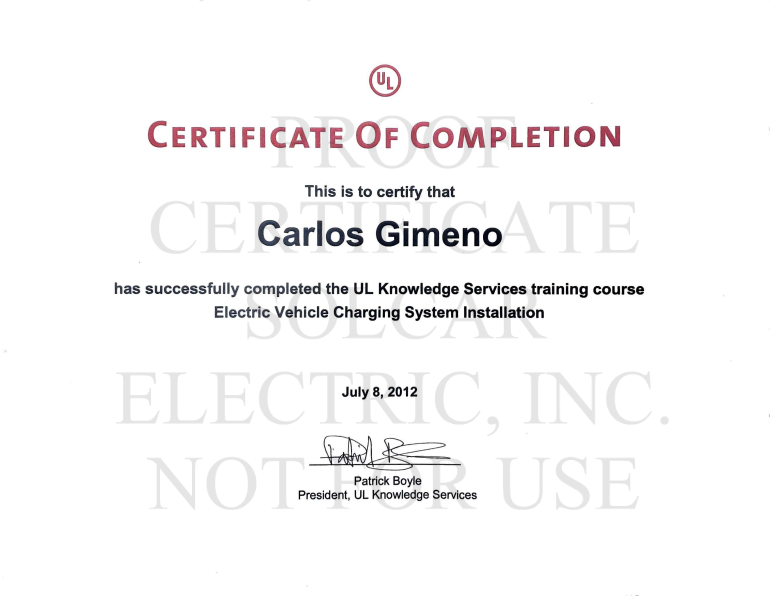 UL
CERTIFICATE OF COMPLETION
This is to certify that
Carlos Gimeno
has successfully completed the UL Knowledge Services training course
Electric Vehicle Charging System Installation
July 8, 2012
Patrick Boyle
President, UL Knowledge Services
PROOF
CERTIFICATE
SOLCAR
ELECTRIC, INC.
NOT FOR USE